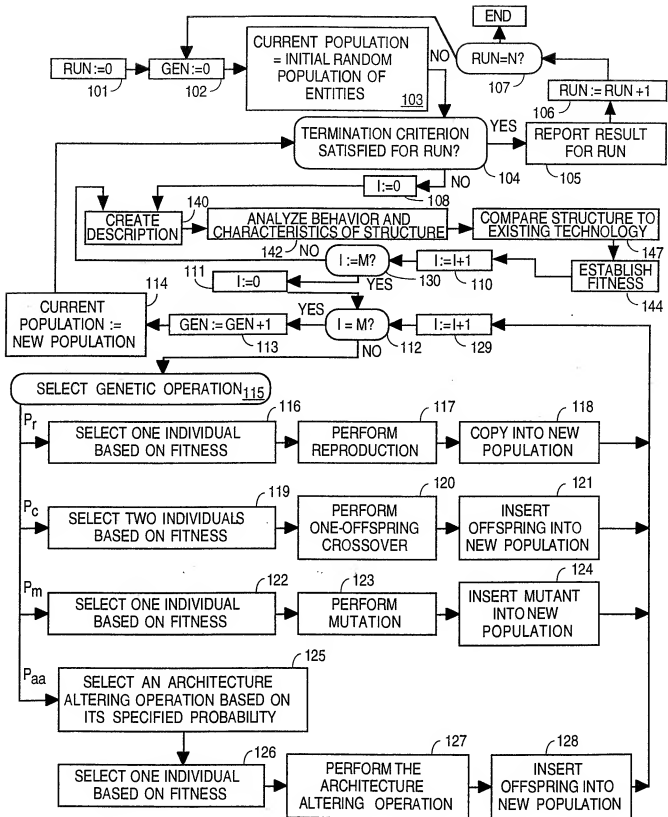 END
RUN:=0
101
GEN:=0
102
CURRENT POPULATION
= INITIAL RANDOM
POPULATION OF
ENTITIES
103
NO
RUN=N?
107
106
RUN:=RUN+1
TERMINATION CRITERION
SATISFIED FOR RUN?
104
YES
REPORT RESULT
FOR RUN
105
NO
I:=0
108
CREATE
DESCRIPTION
140
ANALYZE BEHAVIOR AND
CHARACTERISTICS OF STRUCTURE
142
COMPARE STRUCTURE TO
EXISTING TECHNOLOGY
147
NO
I:=M?
130
YES
I:=I+1
110
ESTABLISH
FITNESS
144
111
I:=0
114
CURRENT
POPULATION :=
NEW POPULATION
GEN:=GEN+1
113
YES
I = M?
112
NO
I:=I+1
129
SELECT GENETIC OPERATION
115
Pr
116
SELECT ONE INDIVIDUAL
BASED ON FITNESS
117
PERFORM
REPRODUCTION
118
COPY INTO NEW
POPULATION
Pc
119
SELECT TWO INDIVIDUALS
BASED ON FITNESS
120
PERFORM
ONE-OFFSPRING
CROSSOVER
121
INSERT
OFFSPRING INTO
NEW POPULATION
Pm
122
SELECT ONE INDIVIDUAL
BASED ON FITNESS
123
PERFORM
MUTATION
124
INSERT MUTANT
INTO NEW
POPULATION
Paa
125
SELECT AN ARCHITECTURE
ALTERING OPERATION BASED ON
ITS SPECIFIED PROBABILITY
126
SELECT ONE INDIVIDUAL
BASED ON FITNESS
127
PERFORM THE
ARCHITECTURE
ALTERING OPERATION
128
INSERT
OFFSPRING INTO
NEW POPULATION